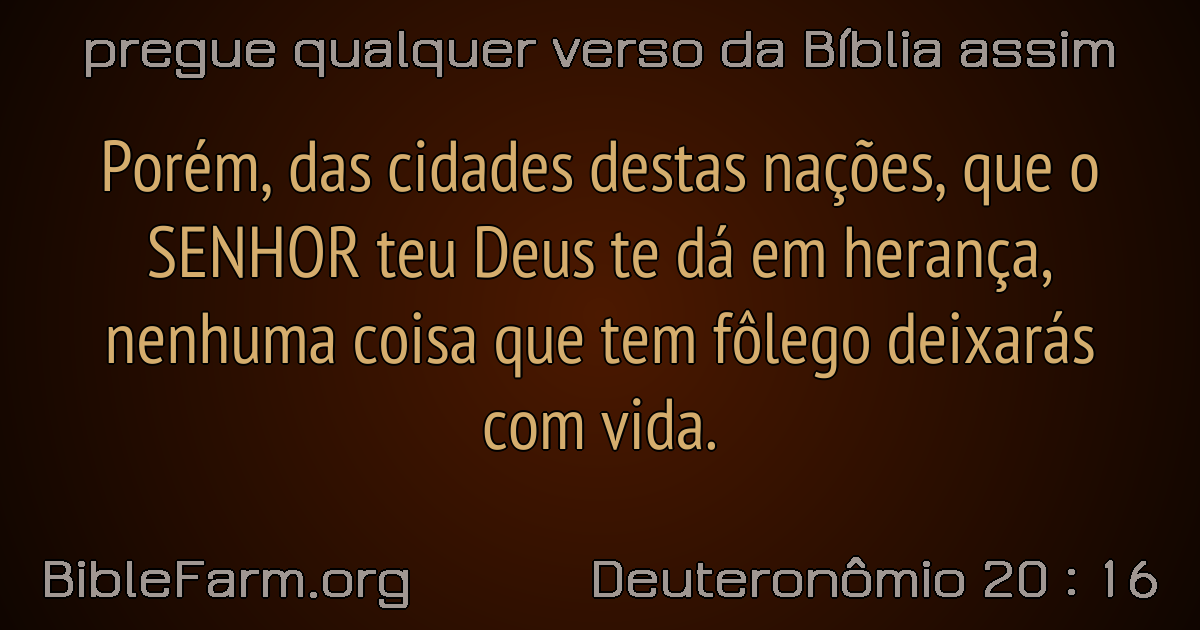 pregue qualquer verso da Bíblia assim
Porém, das cidades destas nações, que o
SENHOR teu Deus te dá em herança,
nenhuma coisa que tem fôlego deixarás
com vida.
BibleFarm.org
Deuteronômio 20 : 16